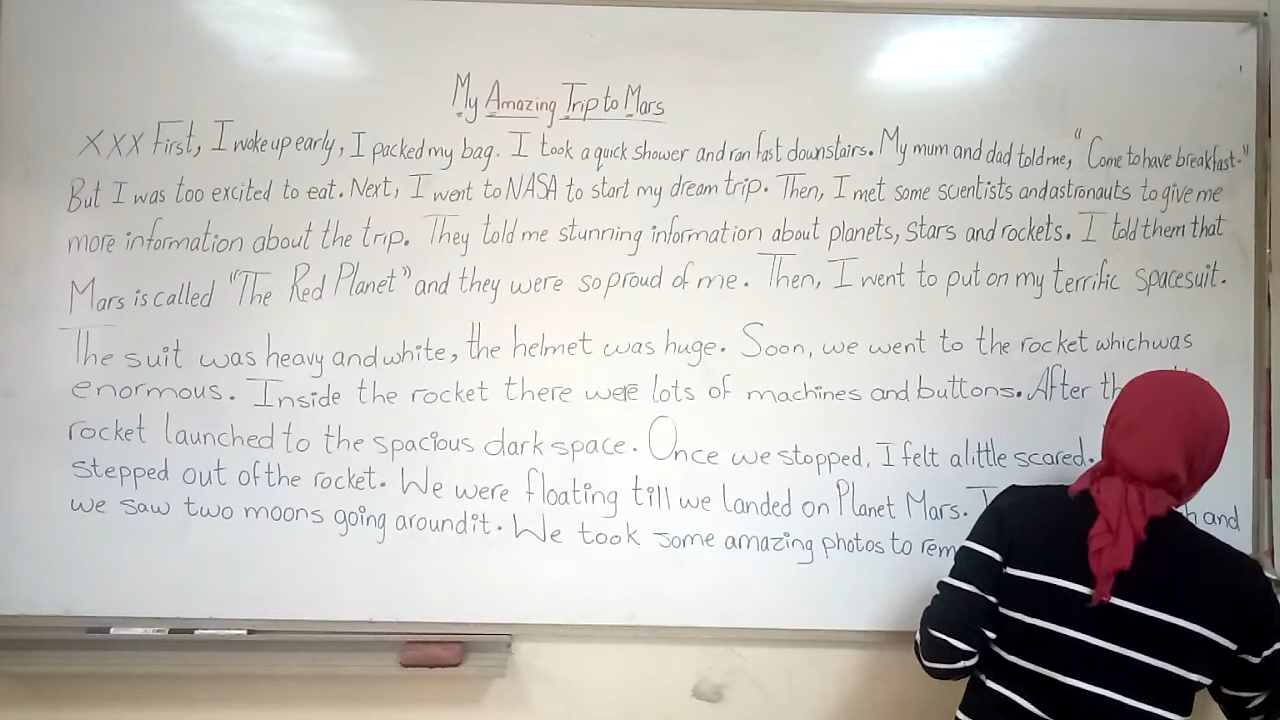 My Amazing Trip to Mars
XXX First, I woke up early, I packed my bag. I took a quick shower and ran fast downstairs. My mum and dad told me, "Come to have breakfast."
But I was too excited to eat. Next, I went to NASA to start my dream trip. Then, I met some scientists and astronauts to give me
more information about the trip. They told me stunning information about planets, stars and rockets. I told them that
Mars is called "The Red Planet" and they were so proud of me. Then, I went to put on my terrific spacesuit.
The suit was heavy and white, the helmet was huge. Soon, we went to the rocket which was
enormous. Inside the rocket there were lots of machines and buttons. After
rocket launched to the spacious dark space. Once we stopped, I felt a little scared.
stepped out of the rocket. We were floating till we landed on Planet Mars. and
we saw two moons going around it. We took some amazing photos to